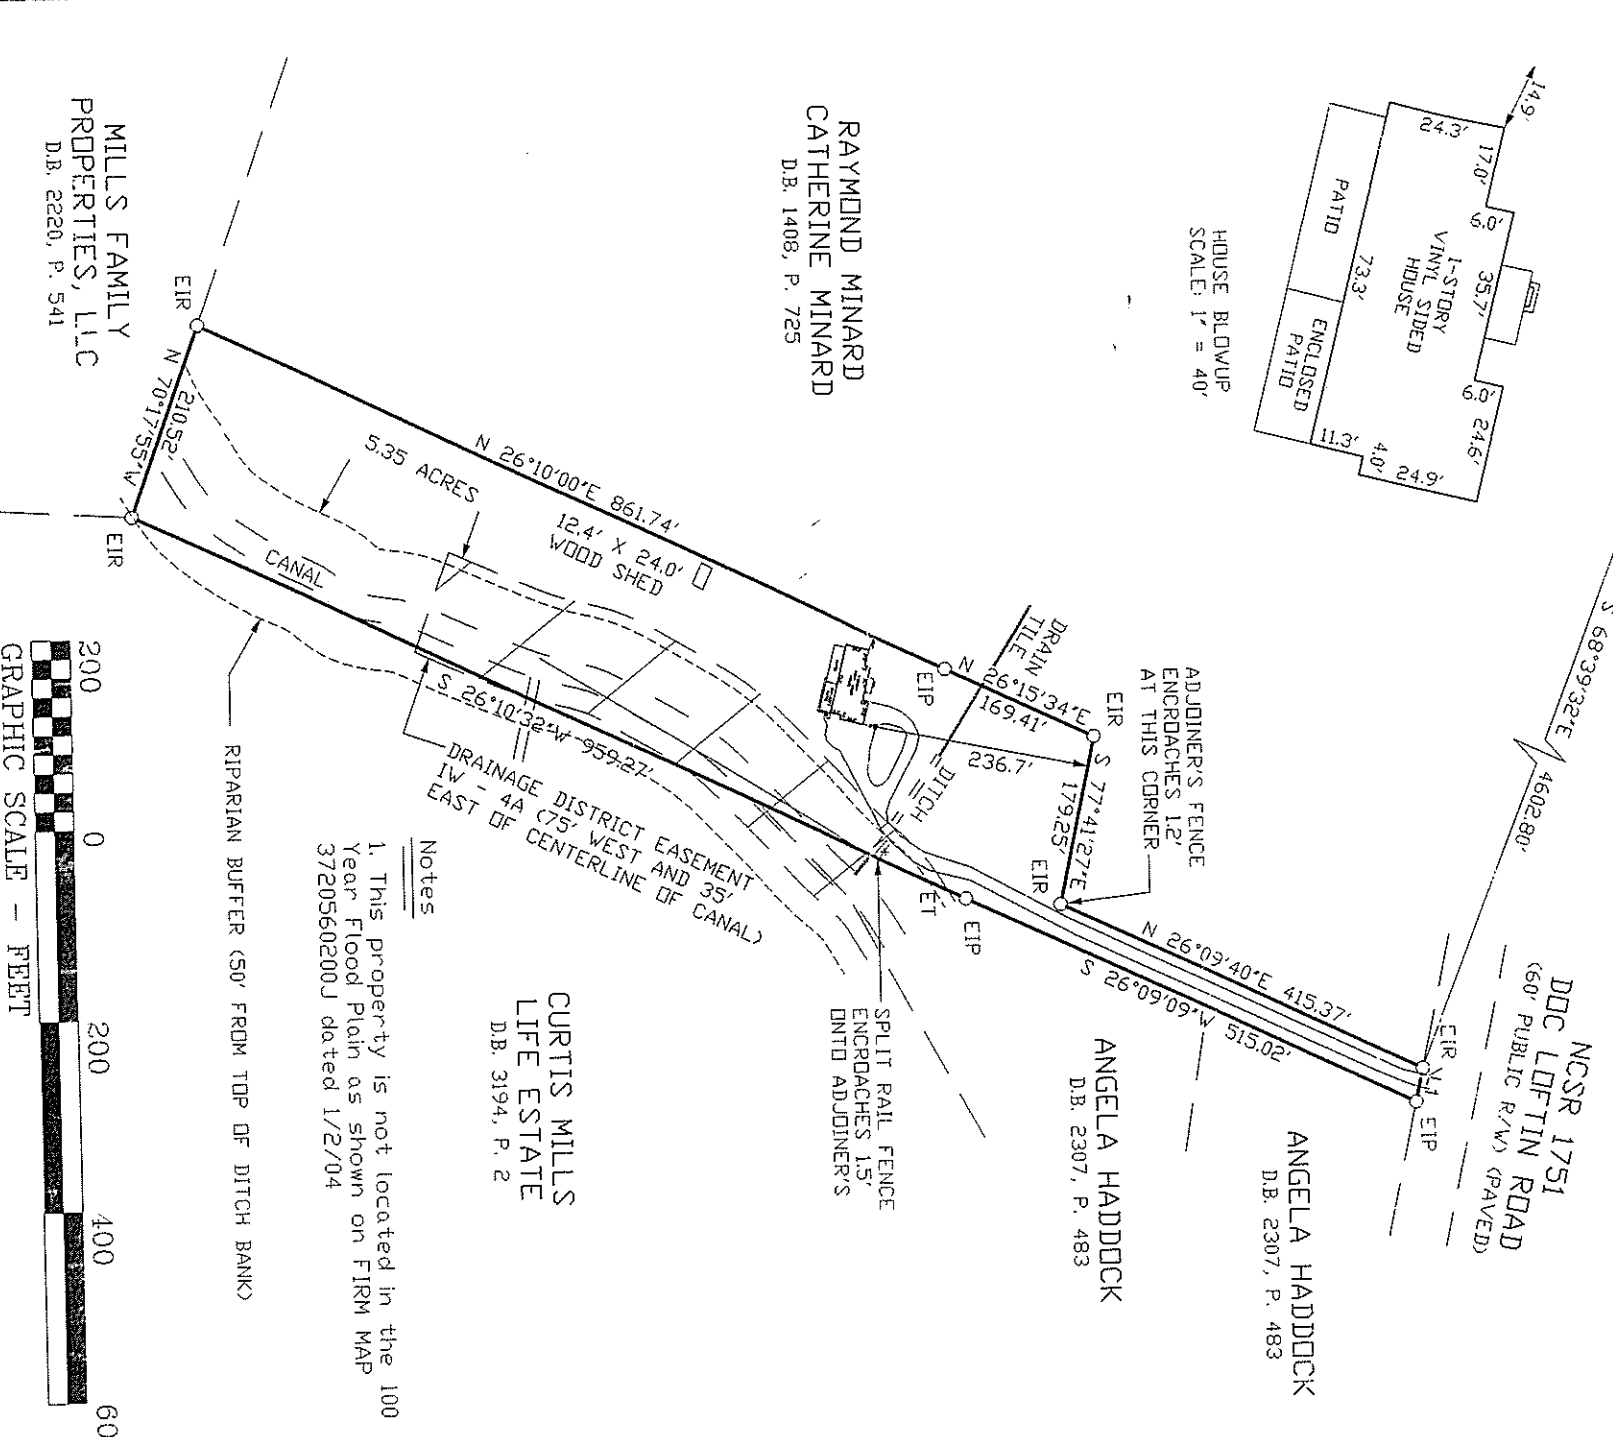 14.9'
24.3'
17.0'
6.0'
35.7'
6.0'
24.6'
24.9'
4.0'
11.3'
73.3'
1-STORY
VINYL SIDED
HOUSE
PATIO
ENCLOSED
PATIO
HOUSE BLOWUP
SCALE: 1" = 40'
S 68°39'32"E
4602.80'
NCSR 1751
DOC LOFTIN ROAD
(60' PUBLIC R/W) (PAVED)
RAYMOND MINARD
CATHERINE MINARD
D.B. 1408, P. 725
MILLS FAMILY
PROPERTIES, LLC
D.B. 2220, P. 541
EIR
N 70°17'55"W
210.52'
EIR
N 26°10'00"E 861.74'
5.35 ACRES
12.4' X 24.0'
WOOD SHED
CANAL
DRAIN
TILE
EIP
N 26°15'34"E
169.41'
EIR
S 77°41'27"E
179.25'
236.7'
DITCH
ADJOINER'S FENCE
ENCROACHES 1.2'
AT THIS CORNER
EIR
N 26°09'40"E 415.37'
EIR
L1
EIP
S 26°09'09"W 515.02'
EIP
ET
S 26°10'32"W 959.27'
DRAINAGE DISTRICT EASEMENT
1W - 4A (75' WEST AND 35'
EAST OF CENTERLINE OF CANAL)
SPLIT RAIL FENCE
ENCROACHES 1.5'
ONTO ADJOINER'S
ANGELA HADDOCK
D.B. 2307, P. 483
ANGELA HADDOCK
D.B. 2307, P. 483
CURTIS MILLS
LIFE ESTATE
D.B. 3194, P. 2
Notes
1. This property is not located in the 100
Year Flood Plain as shown on FIRM MAP
3720560200J dated 1/2/04
RIPARIAN BUFFER (50' FROM TOP OF DITCH BANK)
200 0 200 400 60
GRAPHIC SCALE - FEET